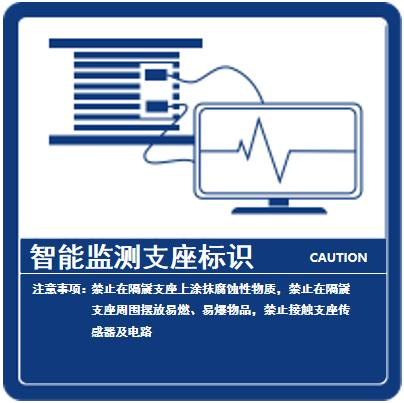 智能监测支座标识 CAUTION
注意事项：禁止在隔震支座上涂抹腐蚀性物质，禁止在隔震
支座周围摆放易燃、易爆物品，禁止接触支座传
感器及电路